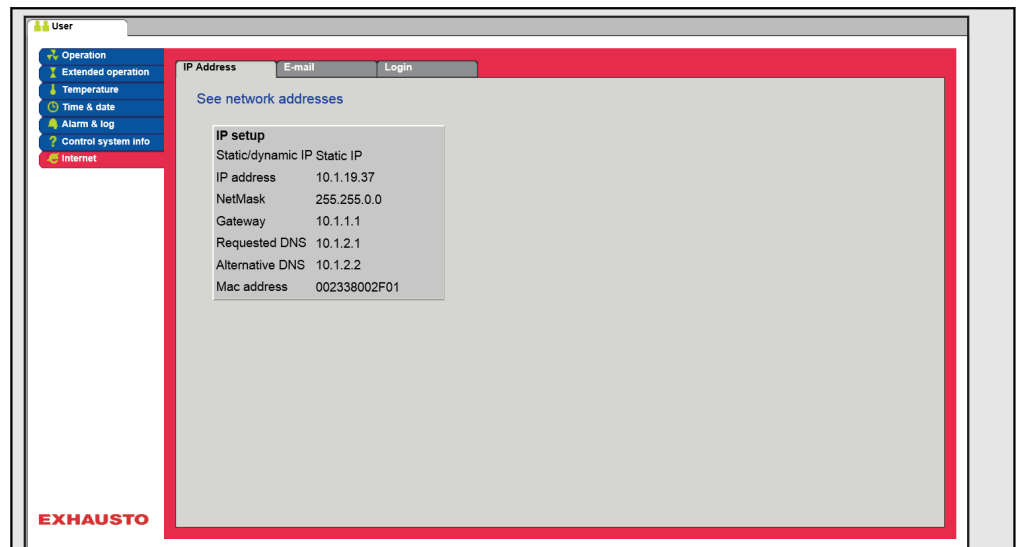 User
Operation
Extended operation
Temperature
Time & date
Alarm & log
Control system info
Internet
IP Address E-mail Login
See network addresses
IP setup
Static/dynamic IP Static IP
IP address 10.1.19.37
NetMask 255.255.0.0
Gateway 10.1.1.1
Requested DNS 10.1.2.1
Alternative DNS 10.1.2.2
Mac address 002338002F01
EXHAUSTO